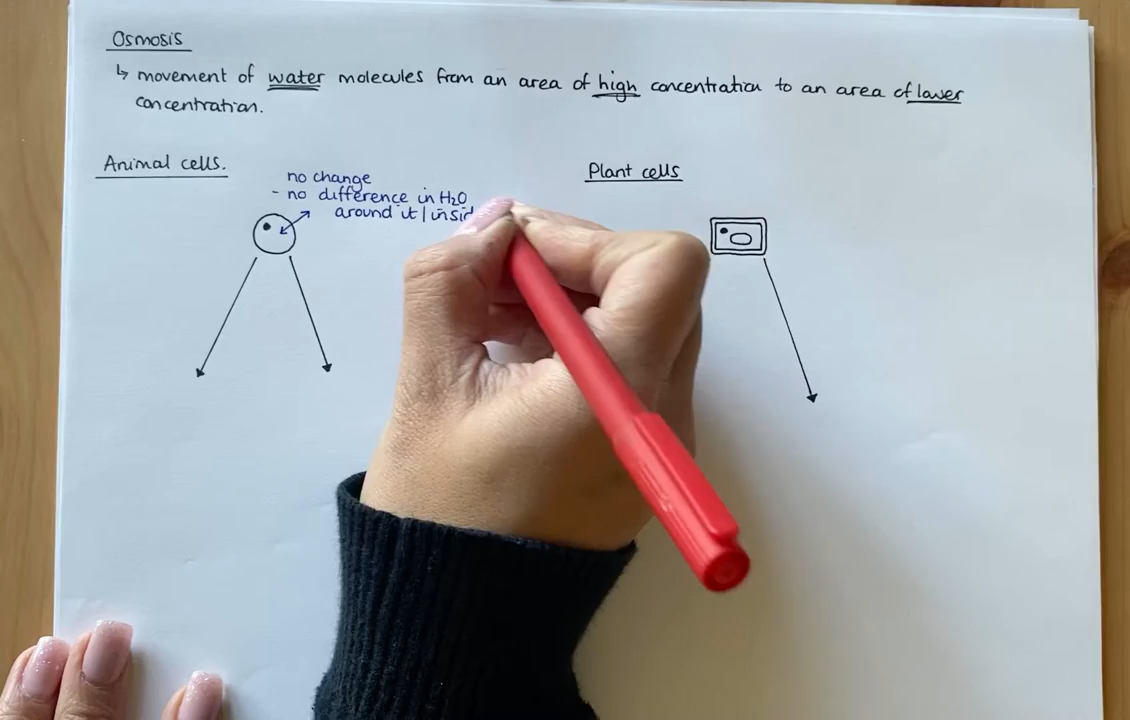 Osmosis
↳ movement of water molecules from an area of high concentration to an area of lower
concentration.
Animal cells.
Plant cells
no change
- no difference in H₂O
around it / insid